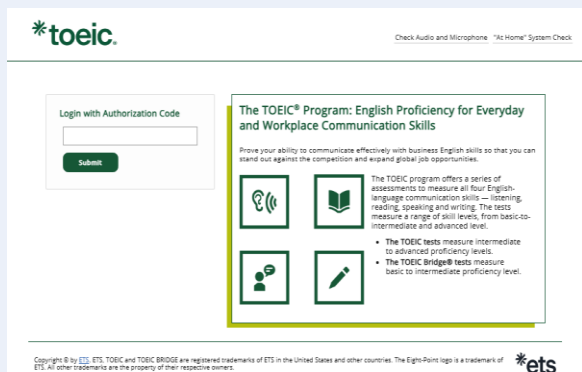 *toeic.
Check Audio and Microphone "At Home" System Check
Login with Authorization Code
Submit
The TOEIC® Program: English Proficiency for Everyday
and Workplace Communication Skills
Prove your ability to communicate effectively with business English skills so that you can
stand out against the competition and expand global job opportunities.
The TOEIC program offers a series of
assessments to measure all four English-
language communication skills — listening,
reading, speaking and writing. The tests
measure a range of skill levels, from basic-to-
intermediate and advanced level.
• The TOEIC tests measure intermediate
to advanced proficiency levels.
• The TOEIC Bridge® tests measure
basic to intermediate proficiency level.
Copyright © by ETS. ETS, TOEIC and TOEIC BRIDGE are registered trademarks of ETS in the United States and other countries. The Eight-Point logo is a trademark of
ETS. All other trademarks are the property of their respective owners.
*ets